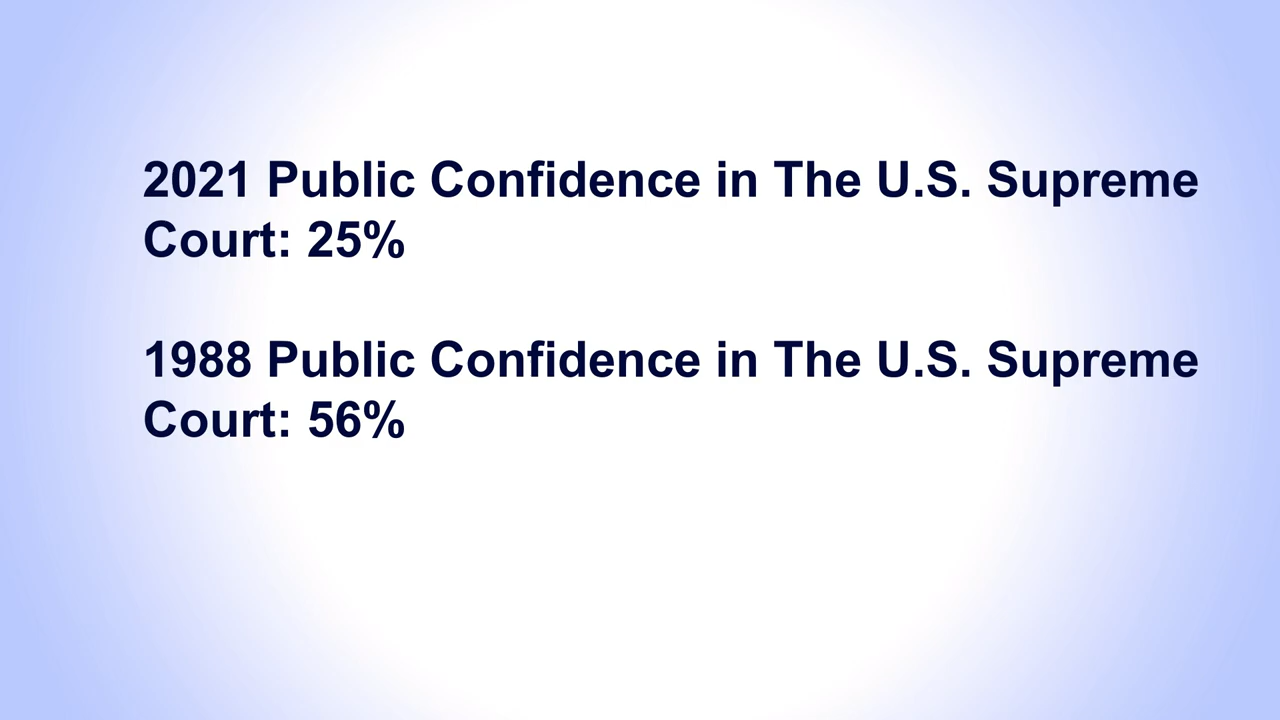 2021 Public Confidence in The U.S. Supreme
Court: 25%
1988 Public Confidence in The U.S. Supreme
Court: 56%